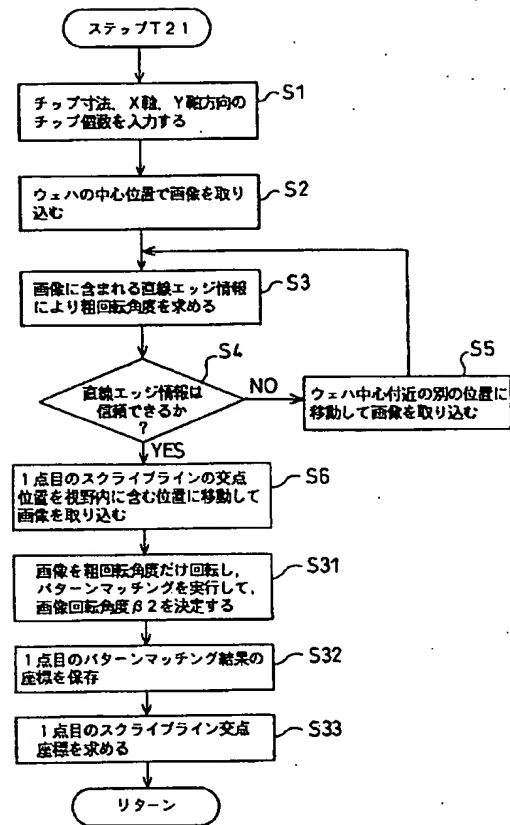 ステップT21
チップ寸法、X軸、Y軸方向の
チップ個数を入力する
S1
ウェハの中心位置で画像を取り
込む
S2
画像に含まれる直線エッジ情報
により粗回転角度を求める
S3
直線エッジ情報は
信頼できるか
?
S4
NO
ウェハ中心付近の別の位置に
移動して画像を取り込む
S5
YES
1点目のスクライブラインの交点
位置を視野内に含む位置に移動して
画像を取り込む
S6
画像を粗回転角度だけ回転し,
パターンマッチングを実行して,
画像回転角度β2を決定する
S31
1点目のパターンマッチング結果の
座標を保存
S32
1点目のスクライブライン交点
座標を求める
S33
リターン